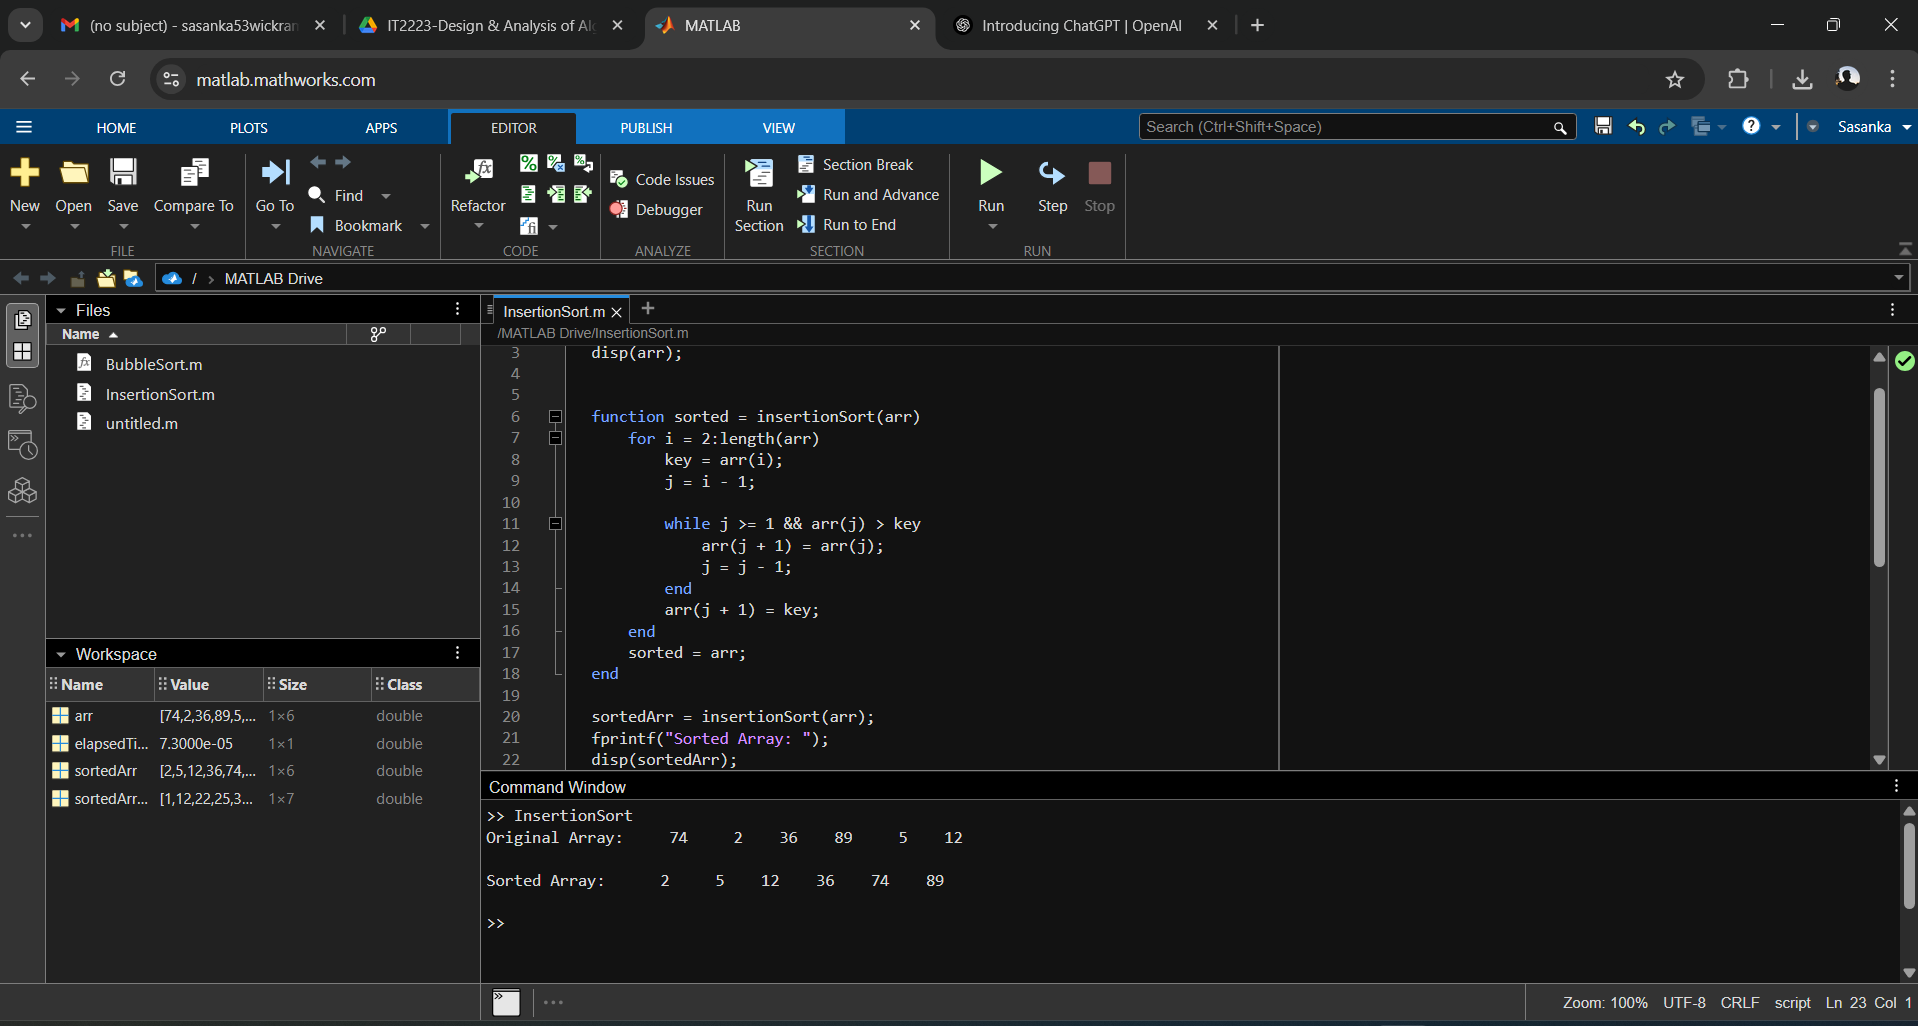 (no subject) - sasanka53wickra
IT2223-Design & Analysis of Al
MATLAB
Introducing ChatGPT | OpenAI
matlab.mathworks.com
HOME
PLOTS
APPS
EDITOR
PUBLISH
VIEW
Search (Ctrl+Shift+Space)
Sasanka
New
Open
Save
Compare To
FILE
Go To
Find
Bookmark
NAVIGATE
Refactor
CODE
Code Issues
Debugger
ANALYZE
Run Section
Section Break
Run and Advance
Run to End
SECTION
Run
Step
Stop
RUN
/ > MATLAB Drive
Files
Name
BubbleSort.m
InsertionSort.m
untitled.m
Workspace
Name Value Size Class
arr [74,2,36,89,5,... 1×6 double
elapsedTi... 7.3000e-05 1×1 double
sortedArr [2,5,12,36,74,... 1×6 double
sortedArr... [1,12,22,25,3... 1×7 double
InsertionSort.m
/MATLAB Drive/InsertionSort.m
3 disp(arr);
4
5
6 function sorted = insertionSort(arr)
7 for i = 2:length(arr)
8 key = arr(i);
9 j = i - 1;
10
11 while j >= 1 && arr(j) > key
12 arr(j + 1) = arr(j);
13 j = j - 1;
14 end
15 arr(j + 1) = key;
16 end
17 sorted = arr;
18 end
19
20 sortedArr = insertionSort(arr);
21 fprintf("Sorted Array: ");
22 disp(sortedArr);
Command Window
>> InsertionSort
Original Array: 74 2 36 89 5 12
Sorted Array: 2 5 12 36 74 89
>>
Zoom: 100% UTF-8 CRLF script Ln 23 Col 1